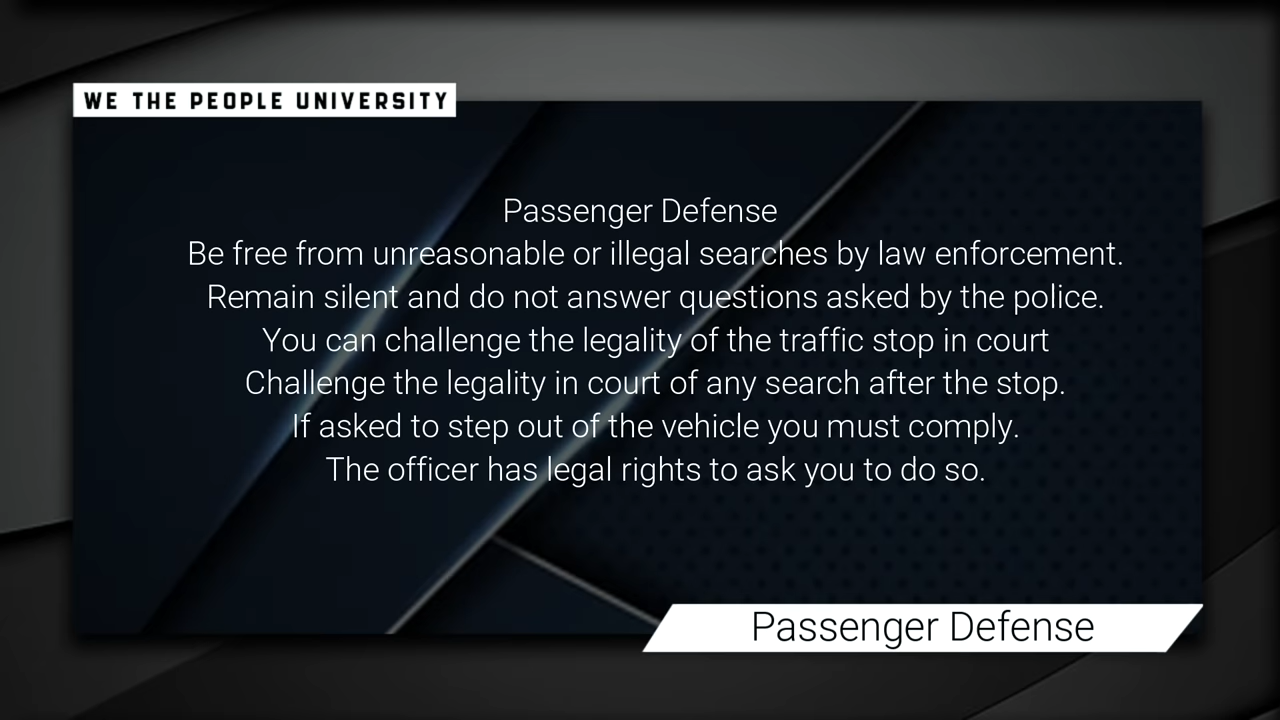 WE THE PEOPLE UNIVERSITY
Passenger Defense
Be free from unreasonable or illegal searches by law enforcement.
Remain silent and do not answer questions asked by the police.
You can challenge the legality of the traffic stop in court
Challenge the legality in court of any search after the stop.
If asked to step out of the vehicle you must comply.
The officer has legal rights to ask you to do so.
Passenger Defense